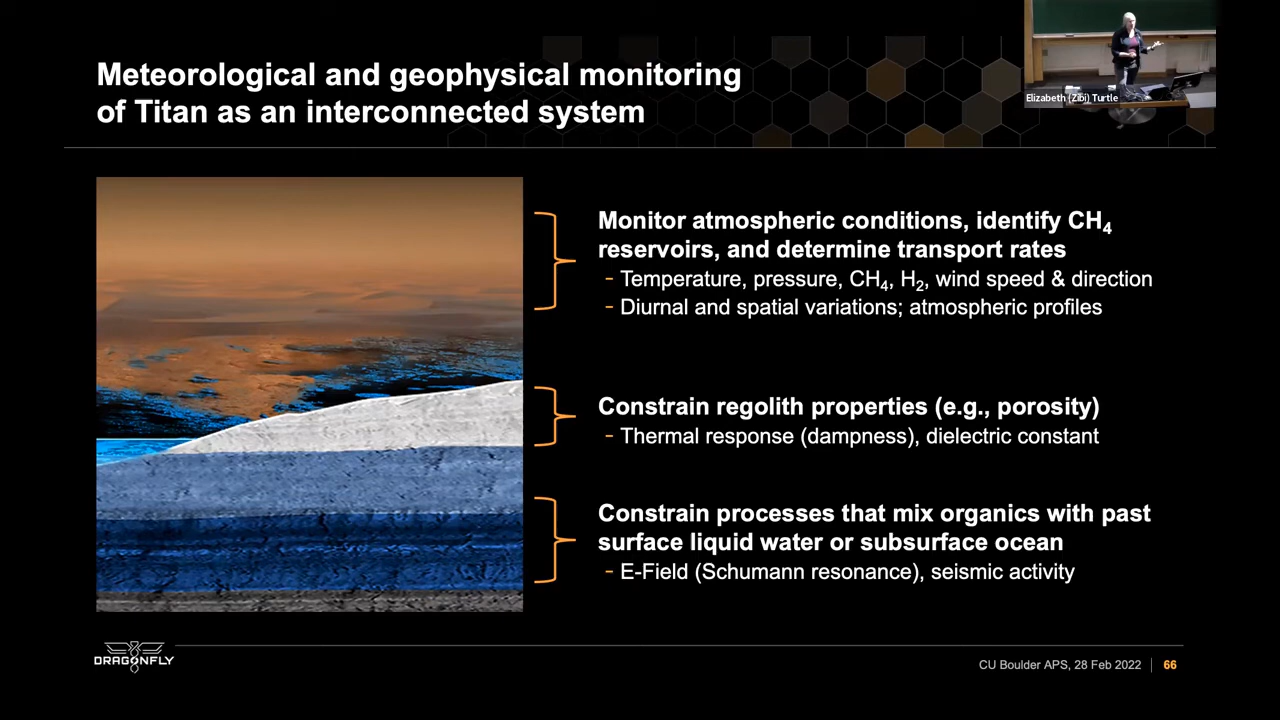 Meteorological and geophysical monitoring
of Titan as an interconnected system
Elizabeth (Zibi) Turtle
Monitor atmospheric conditions, identify CH₄
reservoirs, and determine transport rates
- Temperature, pressure, CH₄, H₂, wind speed & direction
- Diurnal and spatial variations; atmospheric profiles
Constrain regolith properties (e.g., porosity)
- Thermal response (dampness), dielectric constant
Constrain processes that mix organics with past
surface liquid water or subsurface ocean
- E-Field (Schumann resonance), seismic activity
DRAGONFLY
CU Boulder APS, 28 Feb 2022 | 66